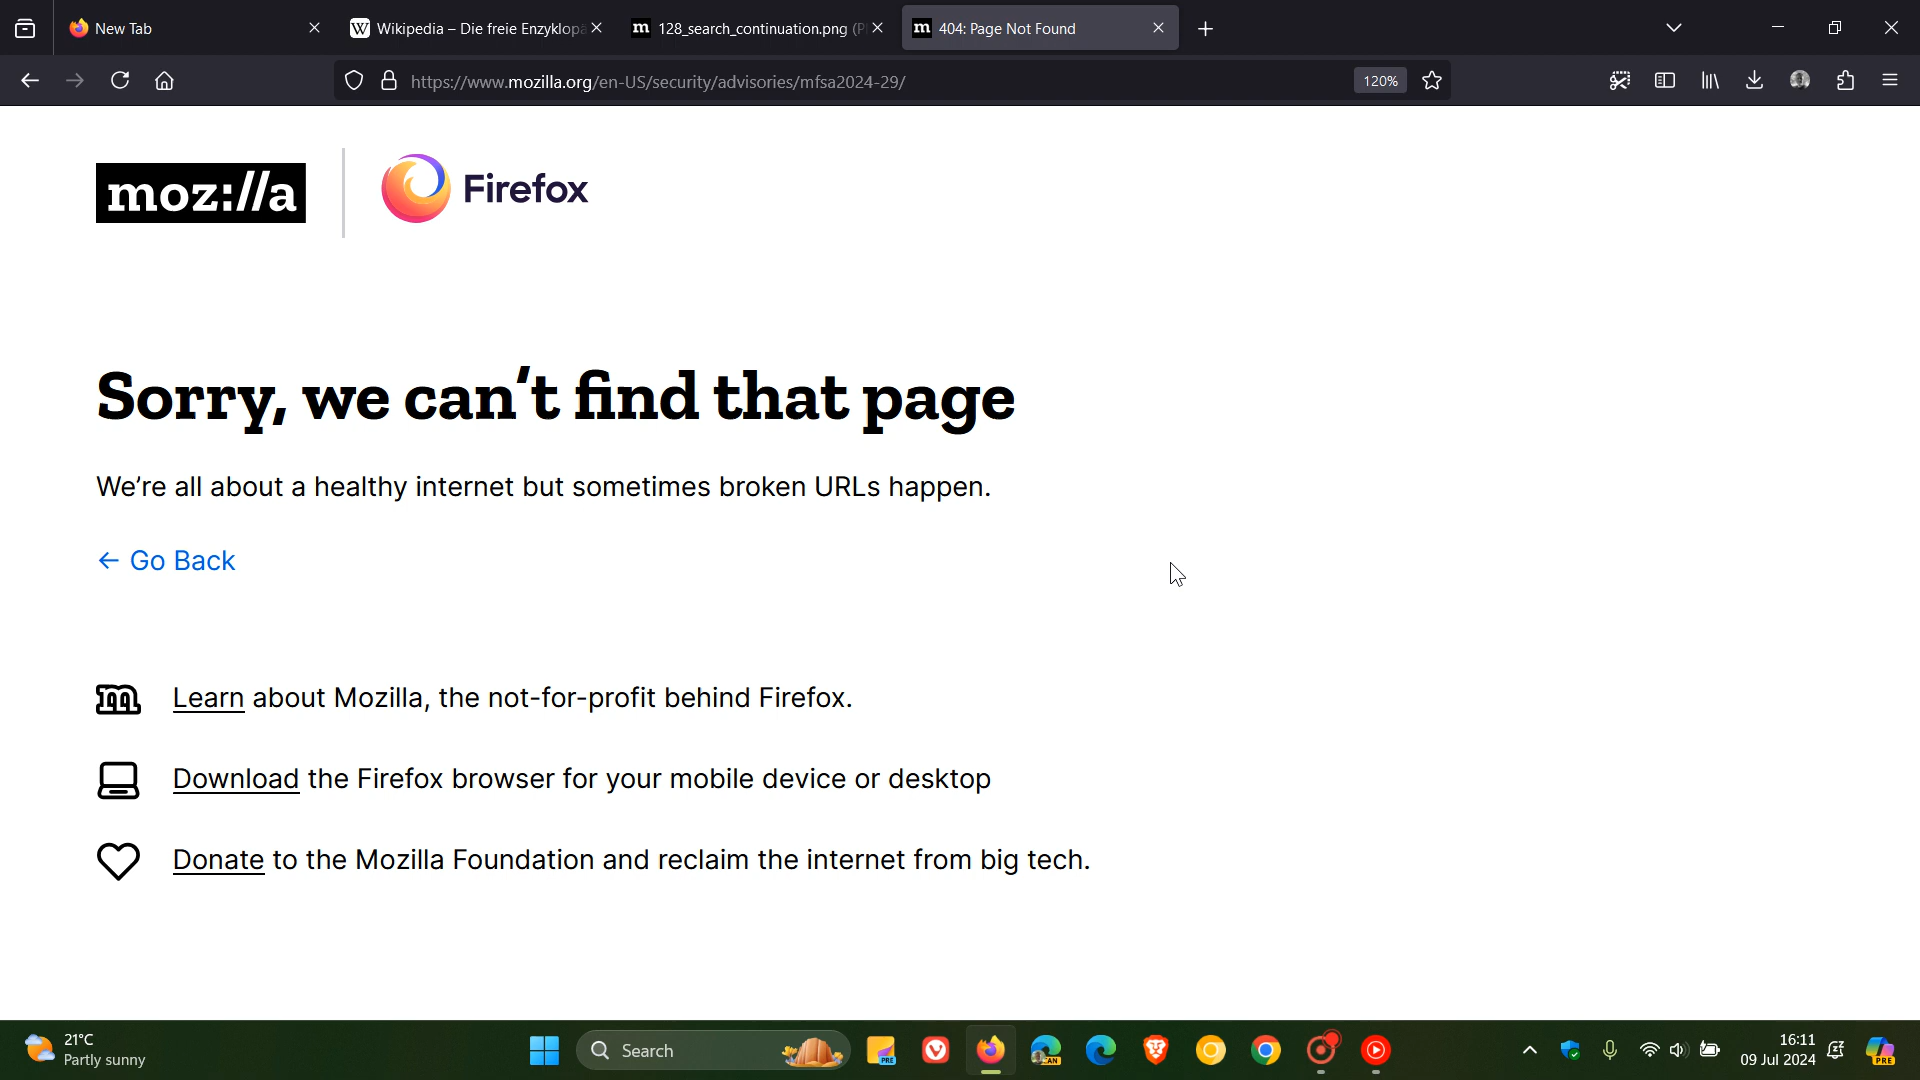 New Tab
Wikipedia – Die freie Enzyklopä
128_search_continuation.png (P
404: Page Not Found
https://www.mozilla.org/en-US/security/advisories/mfsa2024-29/
120%
moz://a
Firefox
Sorry, we can’t find that page
We’re all about a healthy internet but sometimes broken URLs happen.
← Go Back
Learn about Mozilla, the not-for-profit behind Firefox.
Download the Firefox browser for your mobile device or desktop
Donate to the Mozilla Foundation and reclaim the internet from big tech.
21°C
Partly sunny
Search
PRE
CAN
16:11
09 Jul 2024
PRE